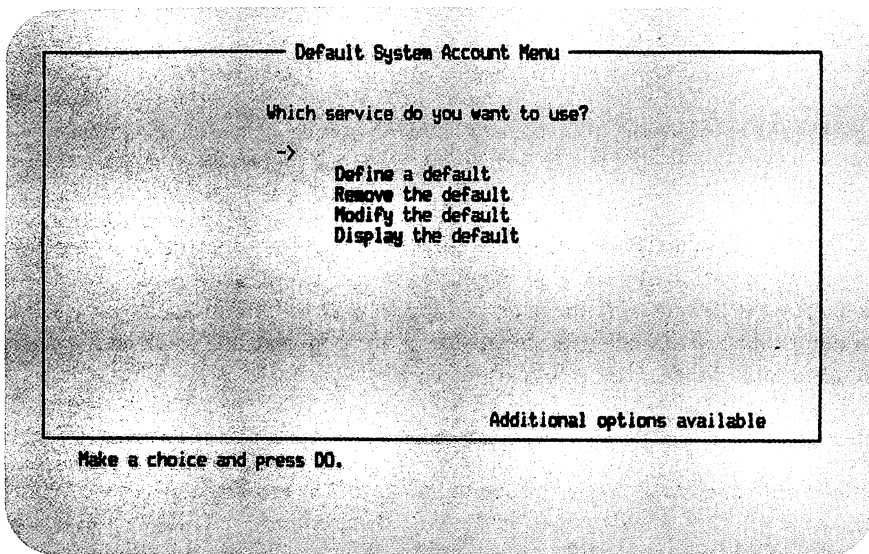 Default System Account Menu
Which service do you want to use?
->
Define a default
Remove the default
Modify the default
Display the default
Additional options available
Make a choice and press DO.